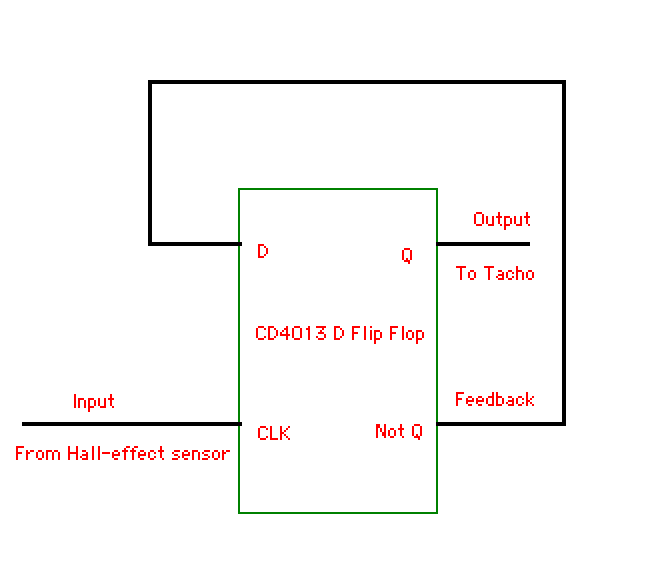 Output
D
Q
To Tacho
CD4013 D Flip Flop
Input
Feedback
CLK
Not Q
From Hall-effect sensor